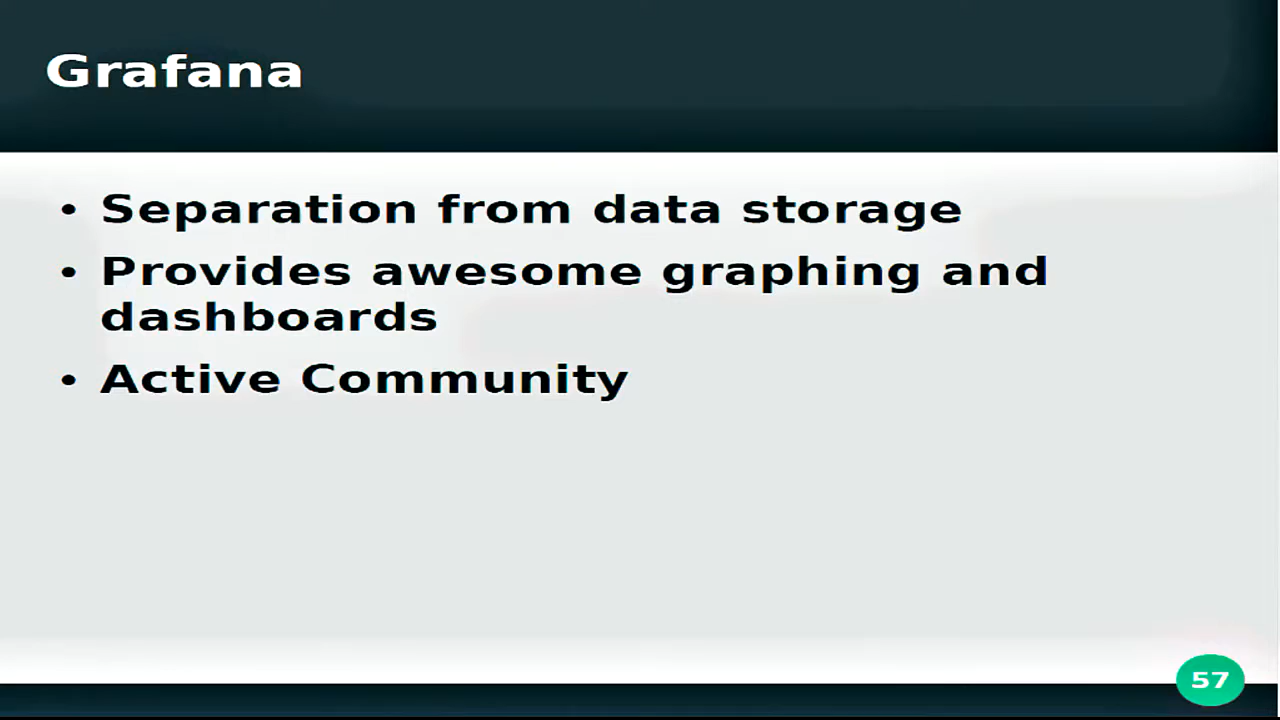 Grafana
• Separation from data storage
• Provides awesome graphing and
dashboards
• Active Community
57